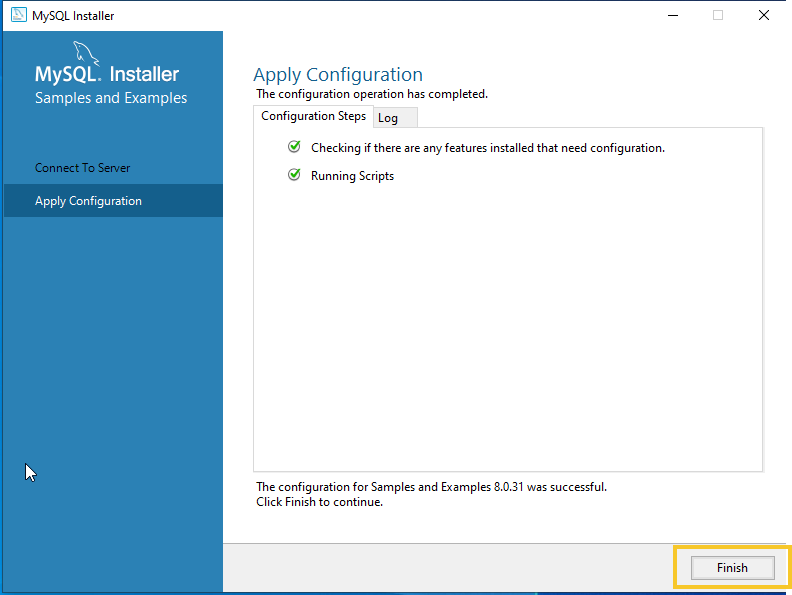 MySQL Installer
MySQL. Installer
Samples and Examples
Connect To Server
Apply Configuration
Apply Configuration
The configuration operation has completed.
Configuration Steps
Log
Checking if there are any features installed that need configuration.
Running Scripts
The configuration for Samples and Examples 8.0.31 was successful.
Click Finish to continue.
Finish